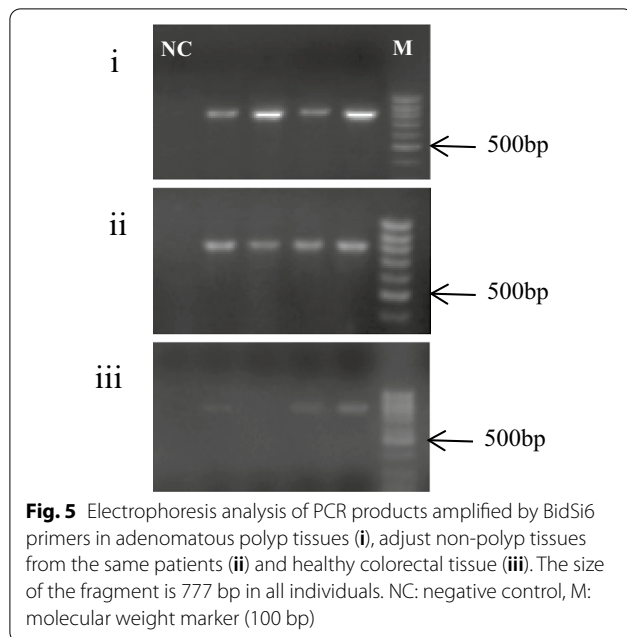 NC M
i
500bp
ii
500bp
iii
500bp
Fig. 5 Electrophoresis analysis of PCR products amplified by BidSi6
primers in adenomatous polyp tissues (i), adjust non-polyp tissues
from the same patients (ii) and healthy colorectal tissue (iii). The size
of the fragment is 777 bp in all individuals. NC: negative control, M:
molecular weight marker (100 bp)